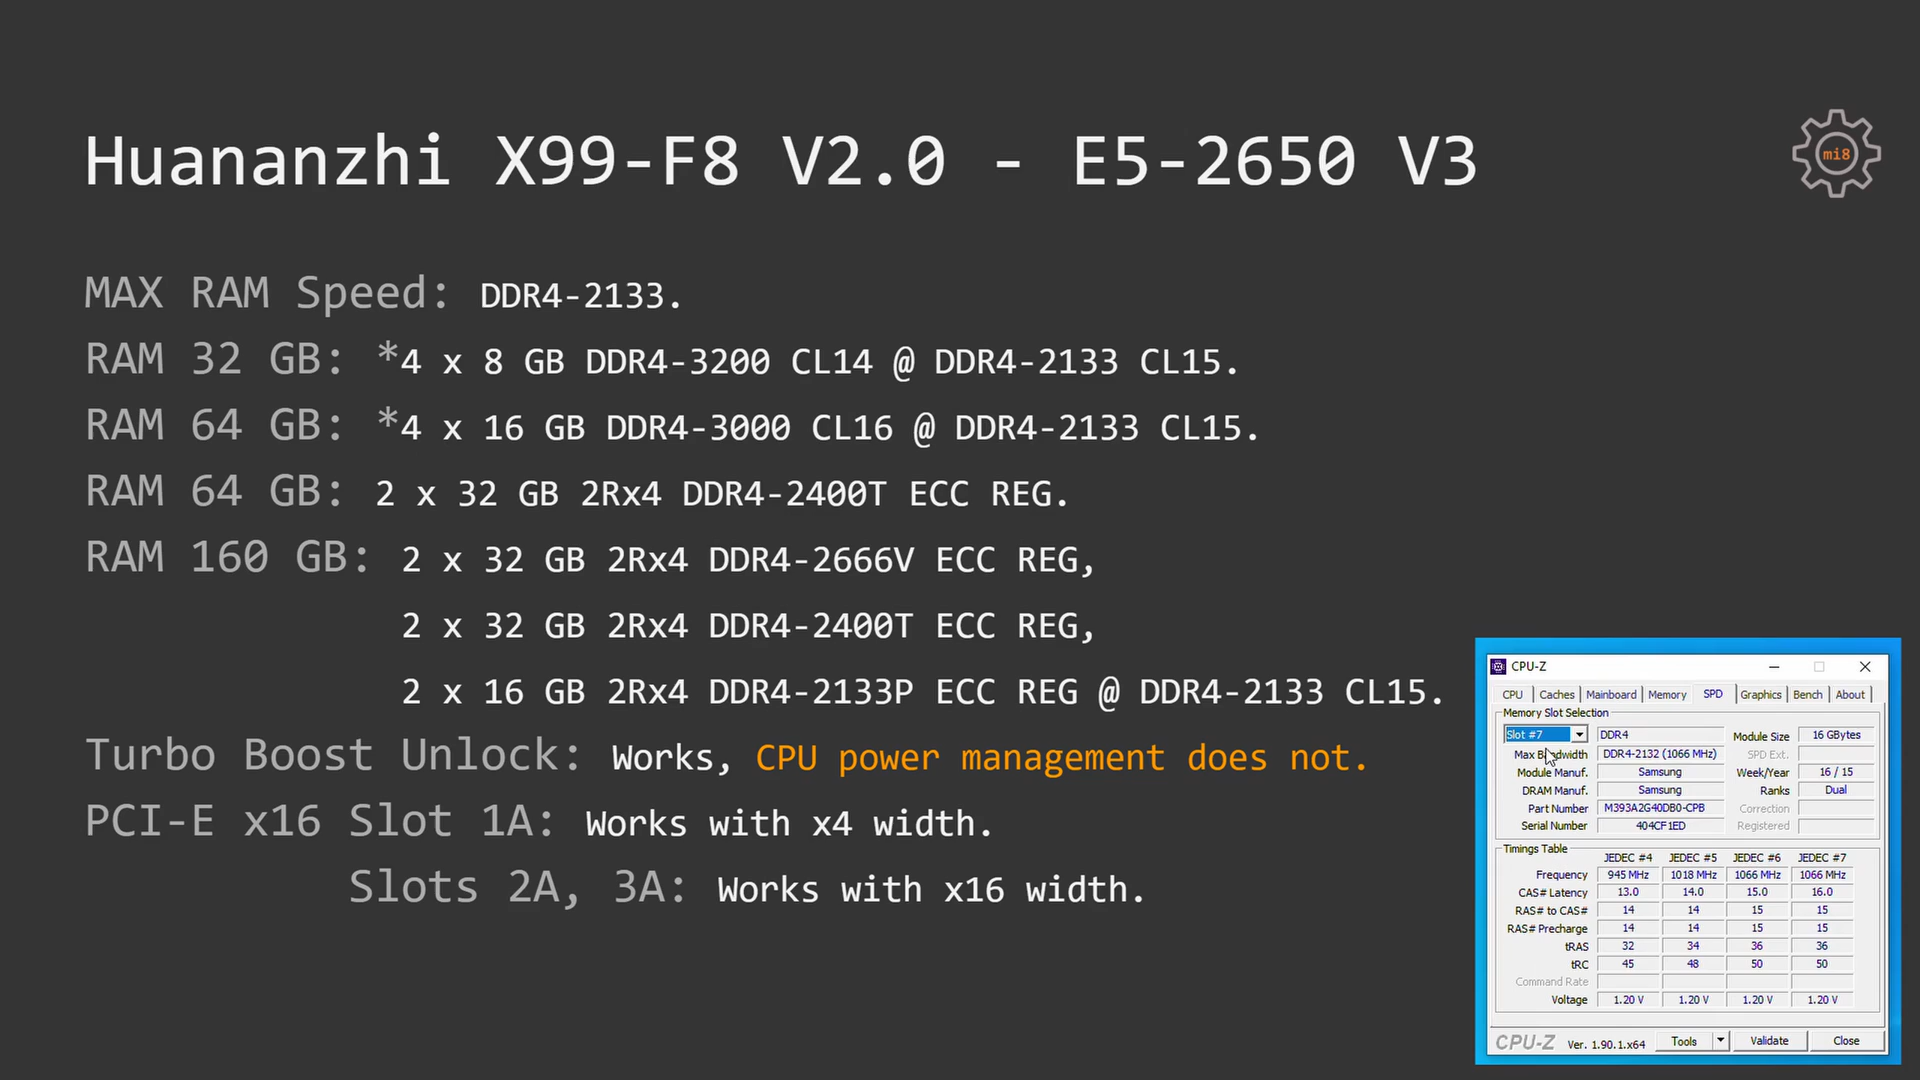 Huananzhi X99-F8 V2.0 - E5-2650 V3
mi8
MAX RAM Speed: DDR4-2133.
RAM 32 GB: *4 x 8 GB DDR4-3200 CL14 @ DDR4-2133 CL15.
RAM 64 GB: *4 x 16 GB DDR4-3000 CL16 @ DDR4-2133 CL15.
RAM 64 GB: 2 x 32 GB 2Rx4 DDR4-2400T ECC REG.
RAM 160 GB: 2 x 32 GB 2Rx4 DDR4-2666V ECC REG,
2 x 32 GB 2Rx4 DDR4-2400T ECC REG,
2 x 16 GB 2Rx4 DDR4-2133P ECC REG @ DDR4-2133 CL15.
Turbo Boost Unlock: Works, CPU power management does not.
PCI-E x16 Slot 1A: Works with x4 width.
Slots 2A, 3A: Works with x16 width.
CPU-Z
CPU Caches Mainboard Memory SPD Graphics Bench About
Memory Slot Selection
Slot #7 DDR4 Module Size 16 GBytes
Max Bandwidth DDR4-2132 (1066 MHz) SPD Ext.
Module Manuf. Samsung Week/Year 16 / 15
DRAM Manuf. Samsung Ranks Dual
Part Number M393A2G40DB0-CPB Correction
Serial Number 404CF1ED Registered
Timings Table
JEDEC #4 JEDEC #5 JEDEC #6 JEDEC #7
Frequency 945 MHz 1018 MHz 1066 MHz 1066 MHz
CAS# Latency 13.0 14.0 15.0 16.0
RAS# to CAS# 14 14 15 15
RAS# Precharge 14 14 15 15
tRAS 32 34 36 36
tRC 45 48 50 50
Command Rate
Voltage 1.20 V 1.20 V 1.20 V 1.20 V
CPU-Z Ver. 1.90.1.x64 Tools Validate Close